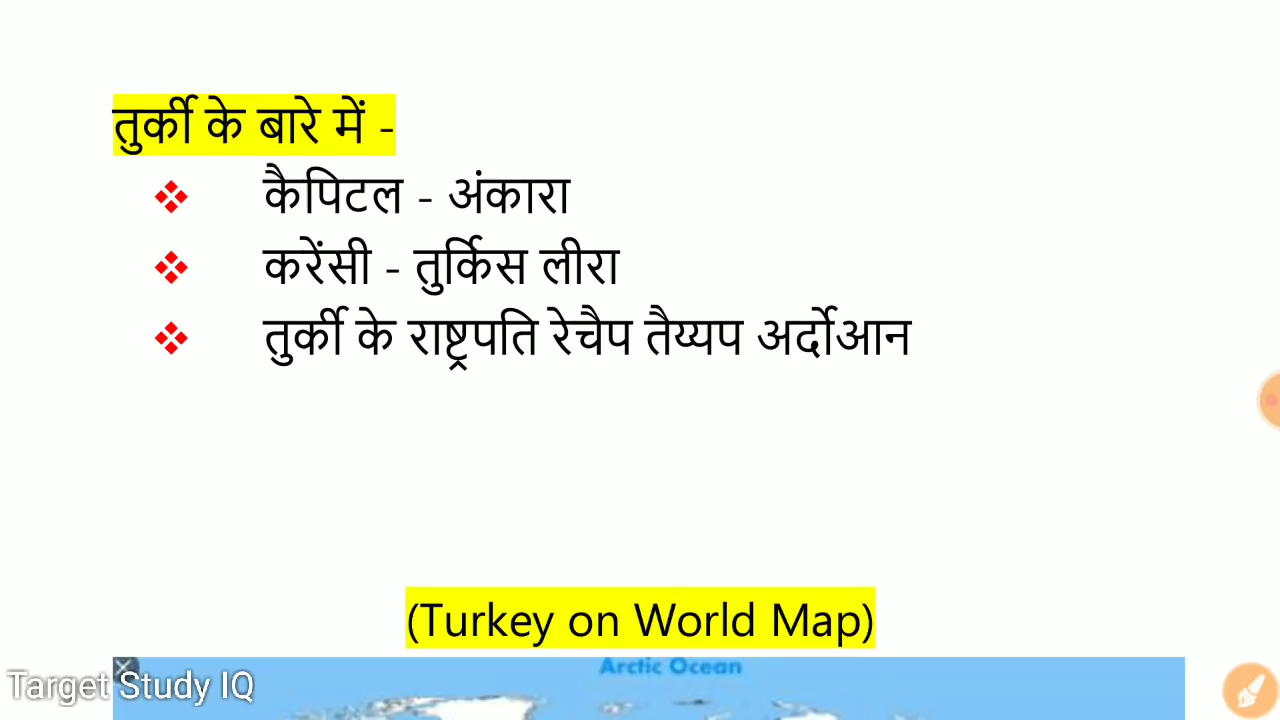 तुर्की के बारे में -
❖ कैपिटल - अंकारा
❖ करेंसी - तुर्किस लीरा
❖ तुर्की के राष्ट्रपति रेचैप तैय्यप अर्दोआन
(Turkey on World Map)
Arctic Ocean
Target Study IQ